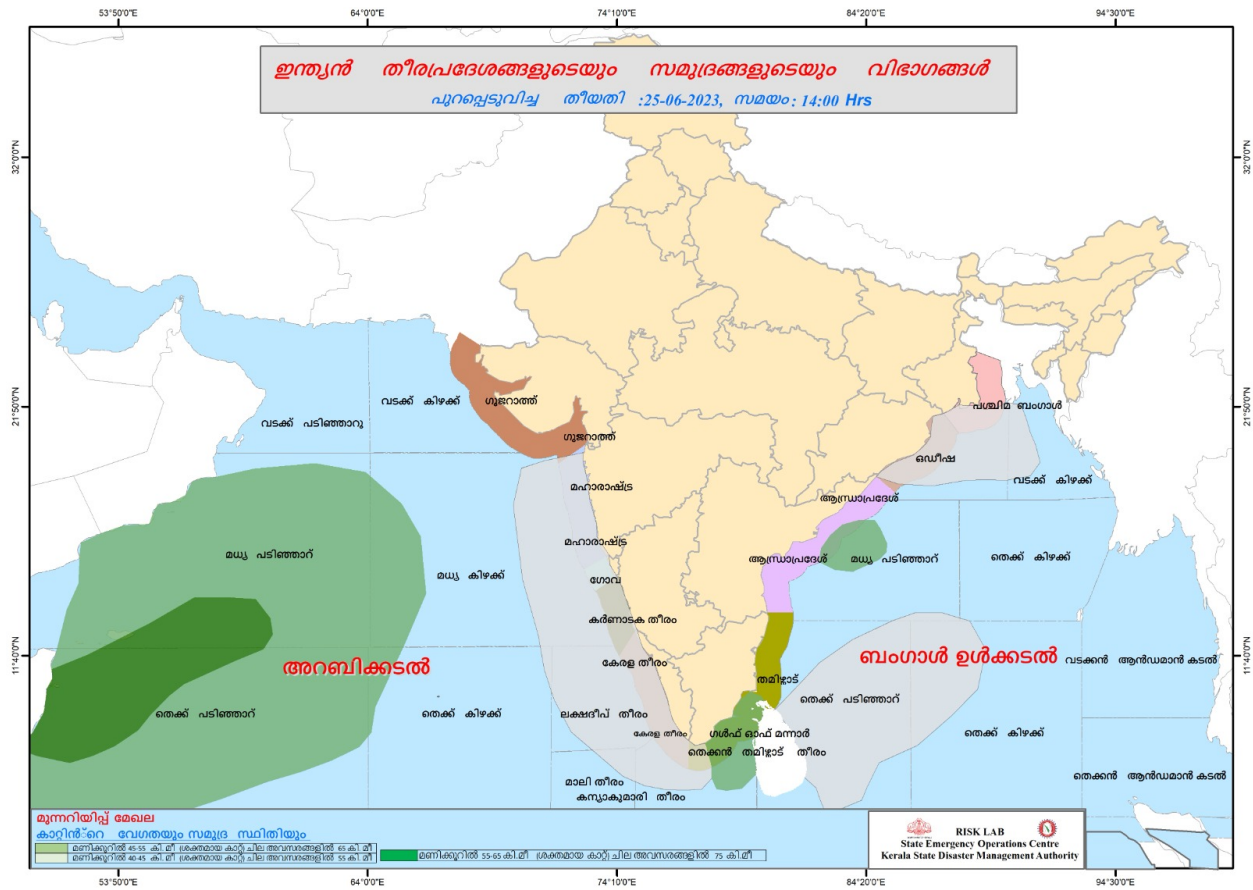 53°50'0"E 64°0'0"E 74°10'0"E 84°20'0"E 94°30'0"E
ഇന്ത്യൻ തീരപ്രദേശങ്ങളുടെയും സമുദ്രങ്ങളുടെയും വിഭാഗങ്ങൾ
പുറപ്പെടുവിച്ച തീയതി :25-06-2023, സമയം: 14:00 Hrs
32°0'0"N 32°0'0"N
21°50'0"N 21°50'0"N
വടക്ക് കിഴക്ക് ഗുജറാത്ത്
പശ്ചിമ ബംഗാൾ
വടക്ക് പടിഞ്ഞാറു
ഗുജറാത്ത്
ഒഡീഷ
വടക്ക് കിഴക്ക്
മഹാരാഷ്ട്ര
ആന്ധ്രാപ്രദേശ്
മഹാരാഷ്ട്ര
മധ്യ പടിഞ്ഞാറ്
ആന്ധ്രാപ്രദേശ് മധ്യ പടിഞ്ഞാറ് തെക്ക് കിഴക്ക്
മധ്യ കിഴക്ക് ഗോവ
കർണാടക തീരം
11°40'0"N 11°40'0"N
അറബിക്കടൽ കേരള തീരം ബംഗാൾ ഉൾക്കടൽ വടക്കൻ ആൻഡമാൻ കടൽ
തമിഴ്നാട്
തെക്ക് പടിഞ്ഞാറ്
തെക്ക് പടിഞ്ഞാറ് തെക്ക് കിഴക്ക് ലക്ഷദീപ് തീരം
കേരള തീരം ഗൾഫ് ഓഫ് മന്നാർ തെക്ക് കിഴക്ക്
തെക്കൻ തമിഴ്നാട് തീരം
മാലി തീരം തെക്കൻ ആൻഡമാൻ കടൽ
കന്യാകുമാരി തീരം
മുന്നറിയിപ്പ് മേഖല
കാറ്റിൻ്റെ വേഗതയും സമുദ്ര സ്ഥിതിയും
മണിക്കൂറിൽ 45-55 കി.മീ (ശക്തമായ കാറ്റ്) ചില അവസരങ്ങളിൽ 65 കി.മീ
മണിക്കൂറിൽ 40-45 കി.മീ (ശക്തമായ കാറ്റ്) ചില അവസരങ്ങളിൽ 55 കി.മീ
മണിക്കൂറിൽ 55-65 കി.മീ (ശക്തമായ കാറ്റ്) ചില അവസരങ്ങളിൽ 75 കി.മീ
RISK LAB
State Emergency Operations Centre
Kerala State Disaster Management Authority
53°50'0"E 64°0'0"E 74°10'0"E 84°20'0"E 94°30'0"E